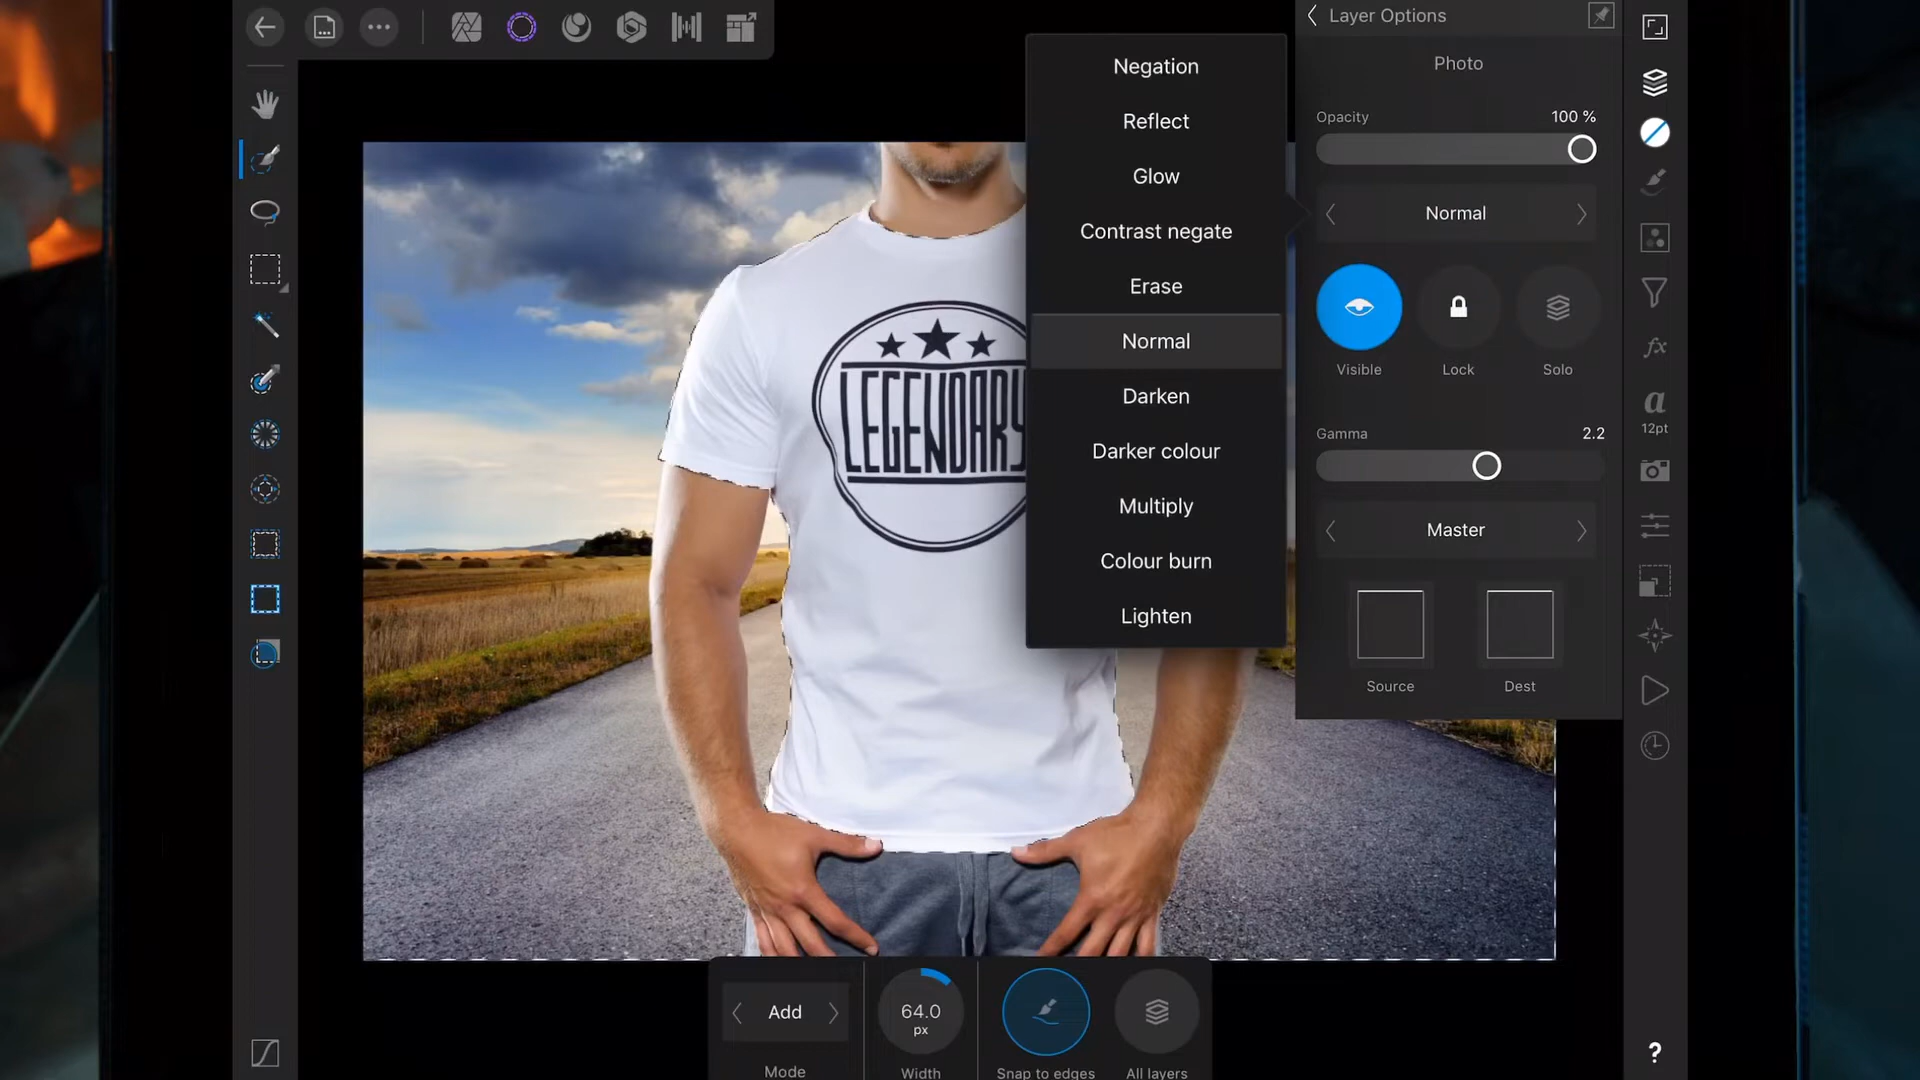 Layer Options
Photo
Opacity
100 %
Normal
Visible
Lock
Solo
Gamma
2.2
Master
Source
Dest
Negation
Reflect
Glow
Contrast negate
Erase
Normal
Darken
Darker colour
Multiply
Colour burn
Lighten
LEGENDARY
fx
a
12pt
Add
Mode
64.0
px
Width
Snap to edges
All layers
?